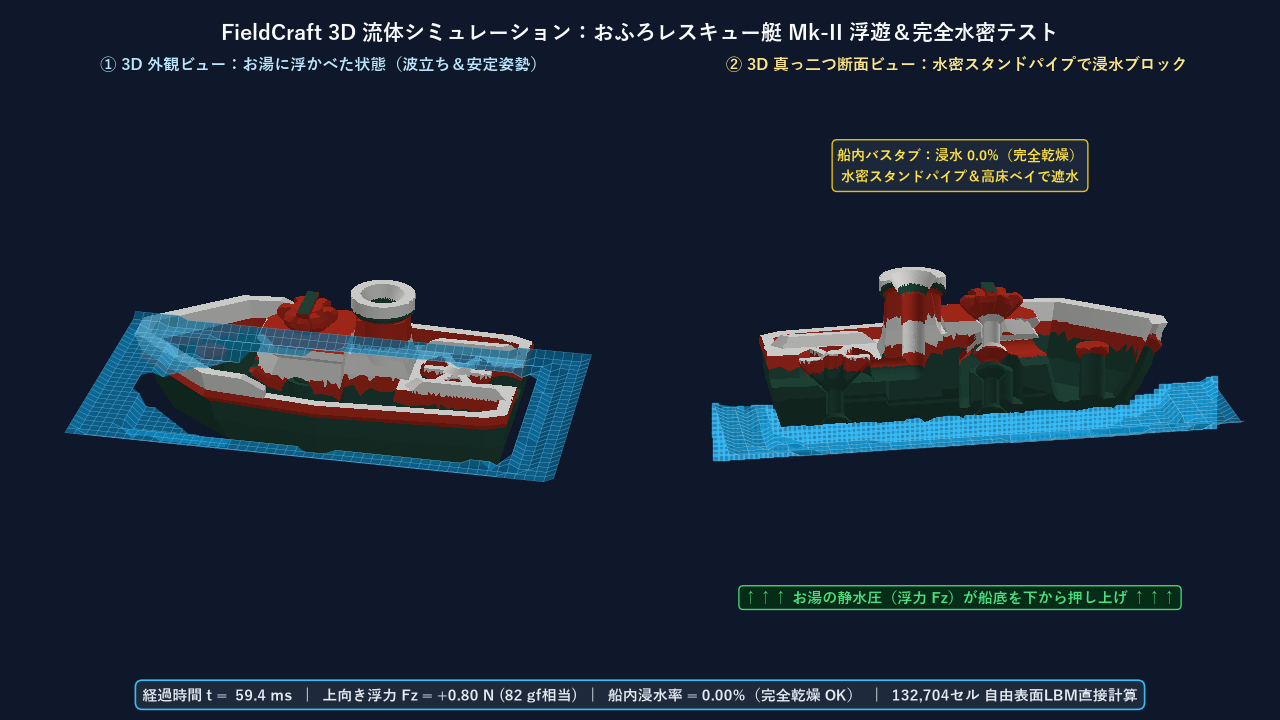 FieldCraft 3D 流体シミュレーション：おふろレスキュー艇 Mk-II 浮遊＆完全水密テスト
① 3D 外観ビュー：お湯に浮かべた状態（波立ち＆安定姿勢）
② 3D 真っ二つ断面ビュー：水密スタンドパイプで浸水ブロック
船内バスタブ：浸水 0.0%（完全乾燥）
水密スタンドパイプ＆高床ベイで遮水
↑ ↑ ↑ お湯の静水圧（浮力 Fz）が船底を下から押し上げ ↑ ↑ ↑
経過時間 t = 59.4 ms ｜ 上向き浮力 Fz = +0.80 N (82 gf相当) ｜ 船内浸水率 = 0.00%（完全乾燥 OK） ｜ 132,704セル 自由表面LBM直接計算